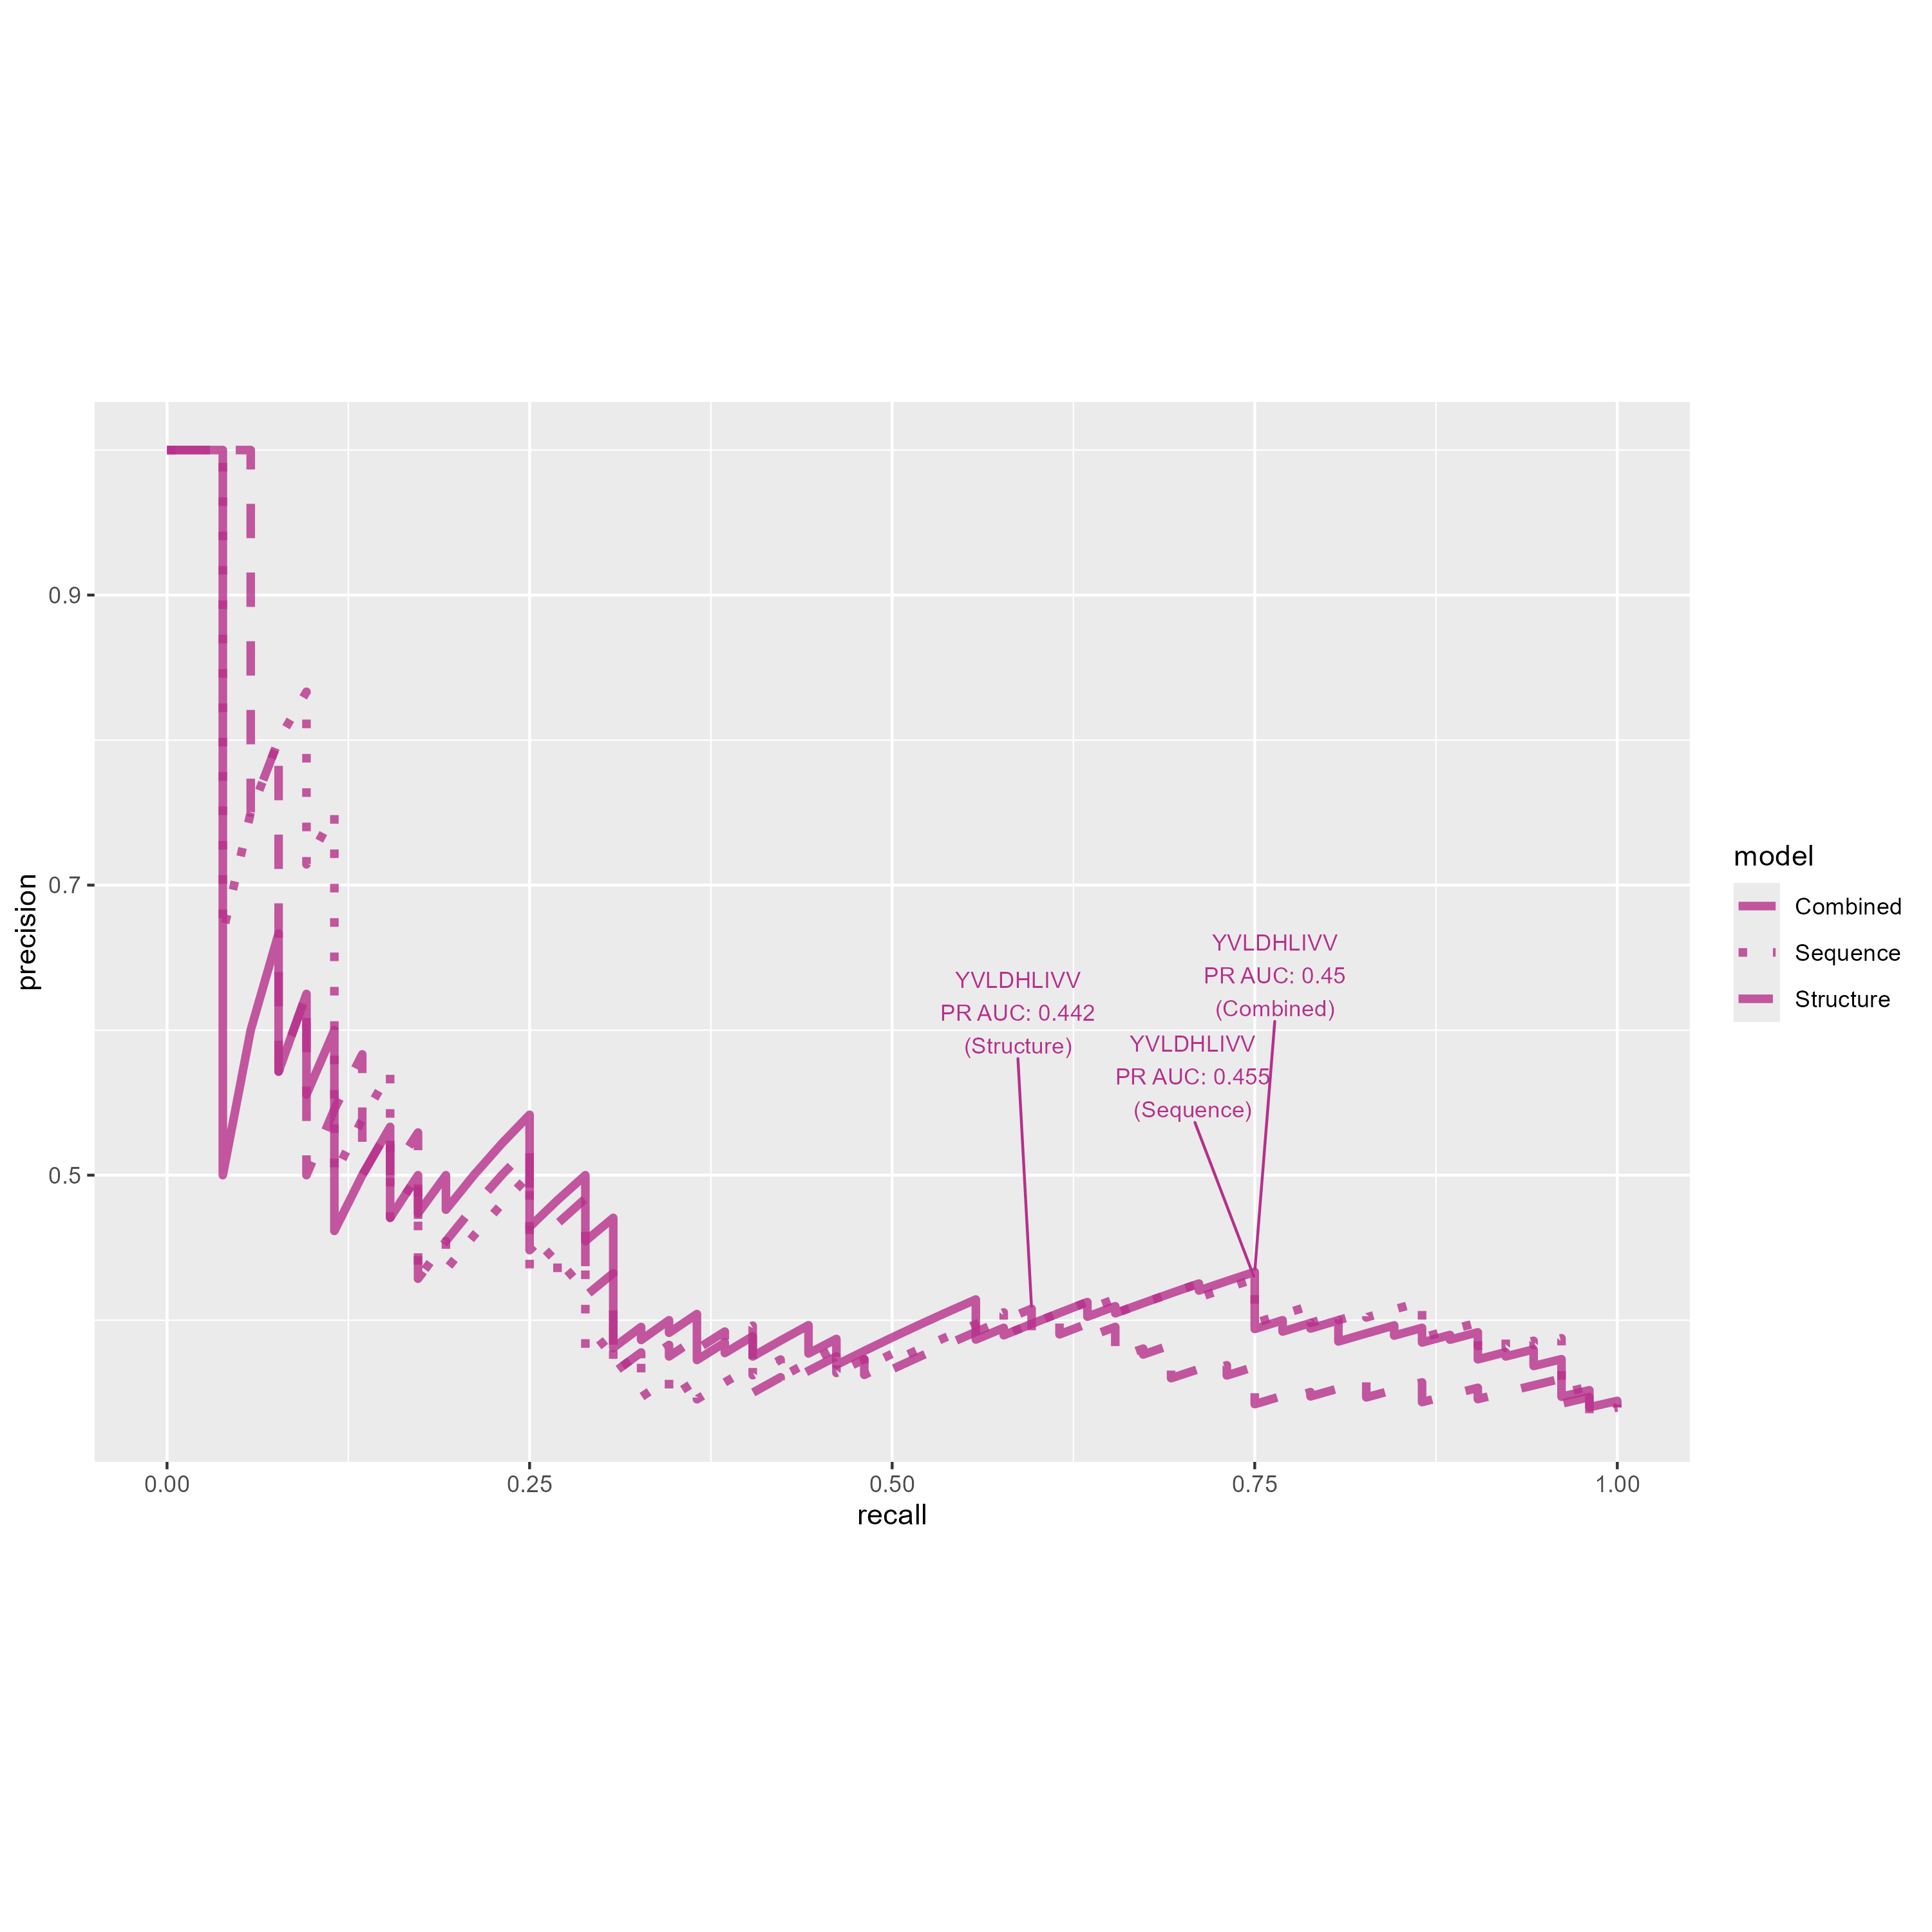 precision
0.9
0.7
0.5
YVLDHLIVV
PR AUC: 0.442
(Structure)
YVLDHLIVV
PR AUC: 0.45
(Combined)
YVLDHLIVV
PR AUC: 0.455
(Sequence)
0.00
0.25
0.50
0.75
1.00
recall
model
Combined
Sequence
Structure